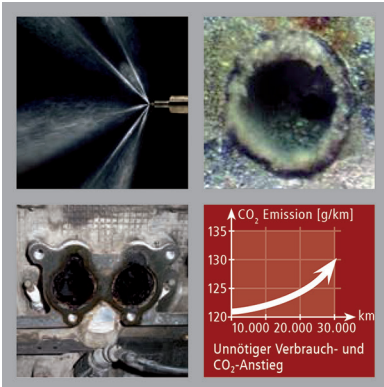 CO₂ Emission [g/km]
135
130
125
120
km
10.000 20.000 30.000
Unnötiger Verbrauch- und
CO₂-Anstieg